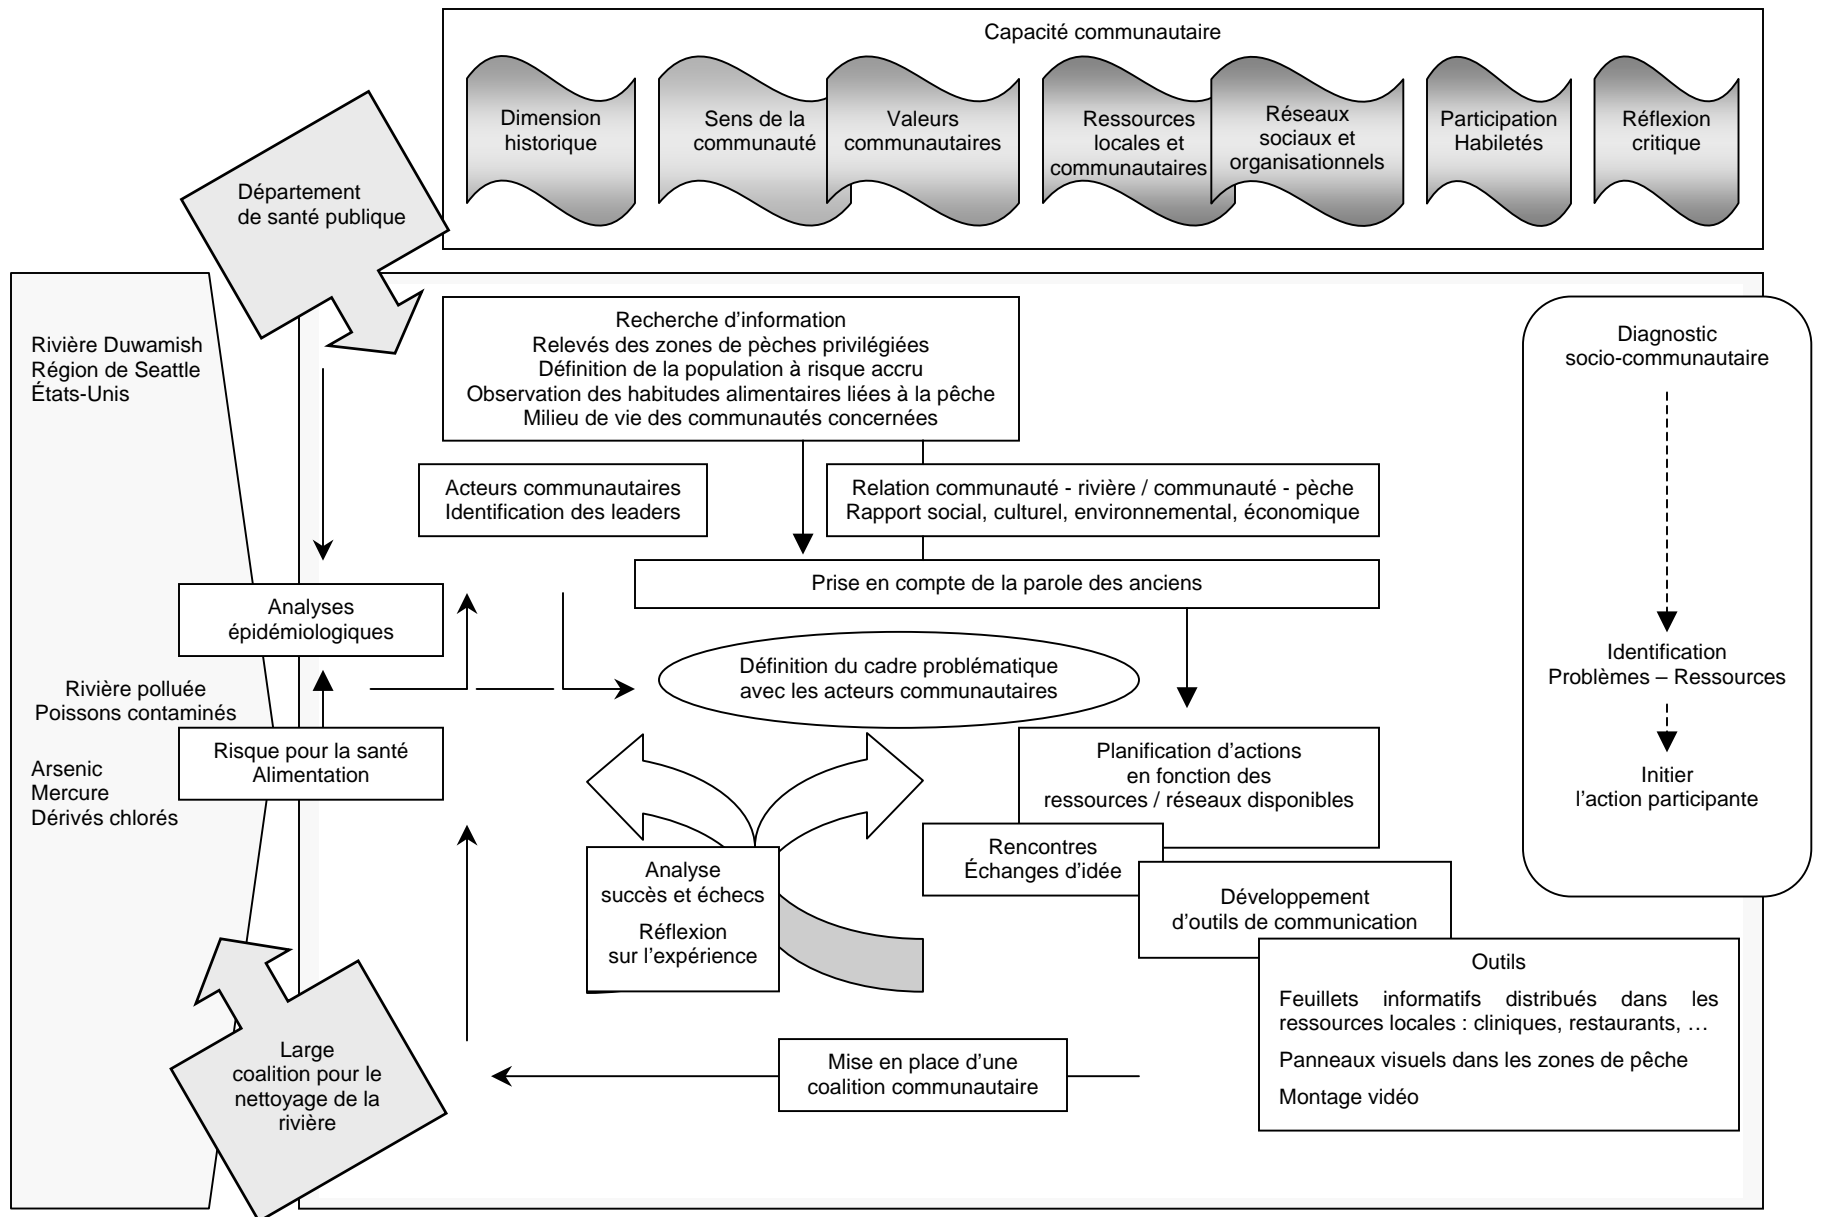 Capacité communautaire
Dimension
historique
Sens de la
communauté
Valeurs
communautaires
Ressources
locales et
communautaires
Réseaux
sociaux et
organisationnels
Participation
Habiletés
Réflexion
critique
Département
de santé publique
Rivière Duwamish
Région de Seattle
États-Unis
Recherche d'information
Relevés des zones de pèches privilégiées
Définition de la population à risque accru
Observation des habitudes alimentaires liées à la pêche
Milieu de vie des communautés concernées
Acteurs communautaires
Identification des leaders
Relation communauté - rivière / communauté - pèche
Rapport social, culturel, environnemental, économique
Prise en compte de la parole des anciens
Analyses
épidémiologiques
Rivière polluée
Poissons contaminés
Arsenic
Mercure
Dérivés chlorés
Risque pour la santé
Alimentation
Définition du cadre problématique
avec les acteurs communautaires
Planification d'actions
en fonction des
ressources / réseaux disponibles
Rencontres
Échanges d'idée
Développement
d'outils de communication
Outils
Feuillets informatifs distribués dans les
ressources locales : cliniques, restaurants, …
Panneaux visuels dans les zones de pêche
Montage vidéo
Analyse
succès et échecs
Réflexion
sur l'expérience
Mise en place d'une
coalition communautaire
Large
coalition pour le
nettoyage de la
rivière
Diagnostic
socio-communautaire
Identification
Problèmes – Ressources
Initier
l'action participante